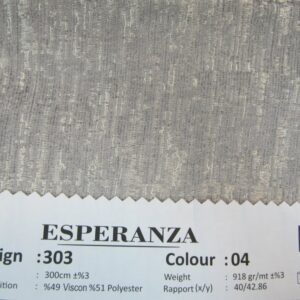 ESPERANZA
ign :303 Colour :04
: 300cm ±%3 Weight : 918 gr/mt ±%3
ition : %49 Viscon %51 Polyester Rapport (x/y) : 40/42.86